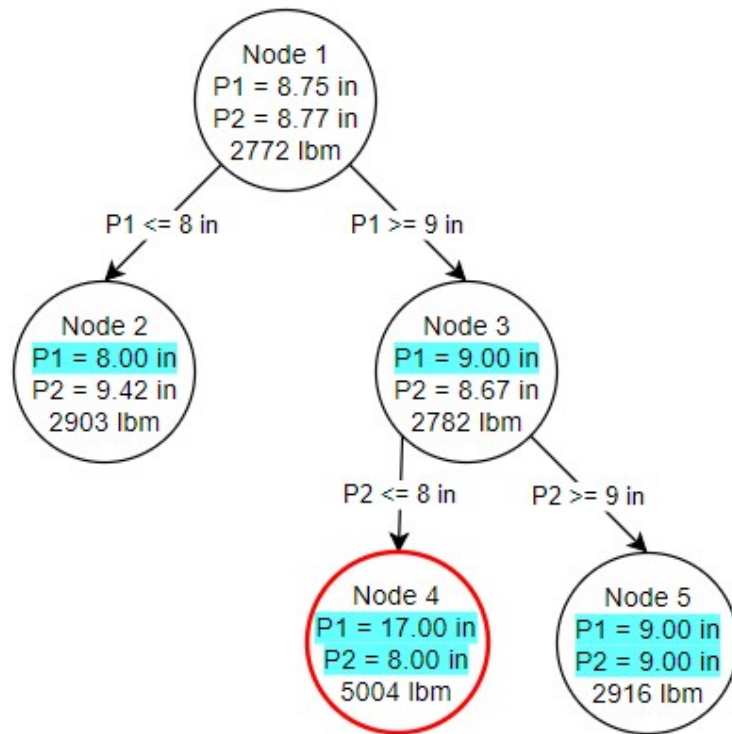 Node 1
P1 = 8.75 in
P2 = 8.77 in
2772 lbm
P1 <= 8 in
P1 >= 9 in
Node 2
P1 = 8.00 in
P2 = 9.42 in
2903 lbm
Node 3
P1 = 9.00 in
P2 = 8.67 in
2782 lbm
P2 <= 8 in
P2 >= 9 in
Node 4
P1 = 17.00 in
P2 = 8.00 in
5004 lbm
Node 5
P1 = 9.00 in
P2 = 9.00 in
2916 lbm